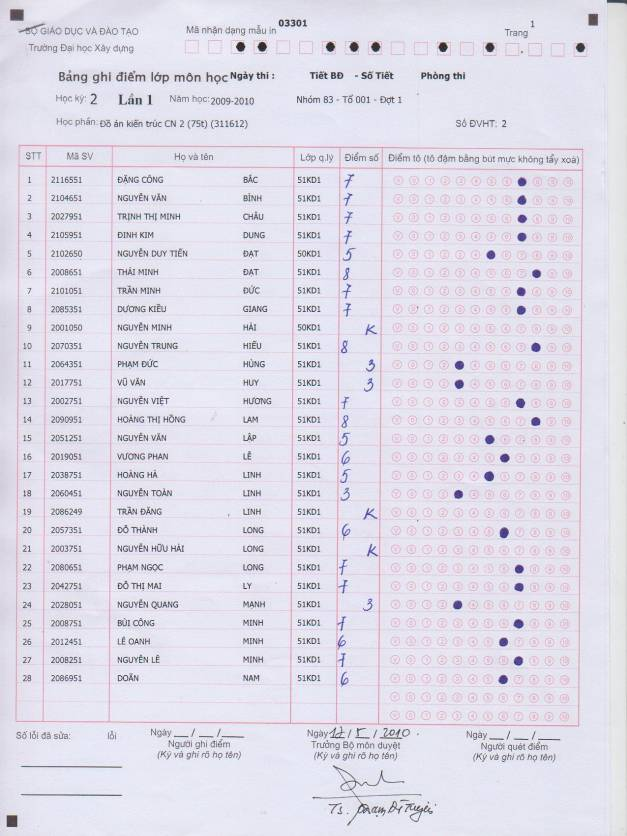 03301
1
BỘ GIÁO DỤC VÀ ĐÀO TẠO
Mã nhận dạng mẫu in
Trang
Trường Đại học Xây dựng
Bảng ghi điểm lớp môn học Ngày thi : Tiết BĐ - Số Tiết Phòng thi
Học kỳ: 2 Lần 1 Năm học: 2009-2010 Nhóm 83 - Tổ 001 - Đợt 1
Học phần: Đồ án kiến trúc CN 2 (75t) (311612) Số ĐVHT: 2
STT Mã SV Họ và tên Lớp q.lý Điểm số Điểm tô (tô đậm bằng bút mực không tẩy xoá)
1 2116551 ĐẶNG CÔNG BẮC 51KD1 7
2 2104651 NGUYỄN VĂN BÌNH 51KD1 7
3 2027951 TRỊNH THỊ MINH CHÂU 51KD1 7
4 2105951 ĐINH KIM DUNG 51KD1 7
5 2102650 NGUYỄN DUY TIẾN ĐẠT 50KD1 5
6 2008651 THÁI MINH ĐẠT 51KD1 8
7 2101051 TRẦN MINH ĐỨC 51KD1 7
8 2085351 DƯƠNG KIỀU GIANG 51KD1 7
9 2001050 NGUYỄN MINH HẢI 50KD1 K
10 2070351 NGUYỄN TRUNG HIẾU 51KD1 8
11 2064351 PHẠM ĐỨC HÙNG 51KD1 3
12 2017751 VŨ VĂN HUY 51KD1 3
13 2002751 NGUYỄN VIỆT HƯƠNG 51KD1 7
14 2090951 HOÀNG THỊ HỒNG LAM 51KD1 8
15 2051251 NGUYỄN VĂN LẬP 51KD1 5
16 2019051 VƯƠNG PHAN LÊ 51KD1 6
17 2038751 HOÀNG HÀ LINH 51KD1 5
18 2060451 NGUYỄN TOÀN LINH 51KD1 3
19 2086249 TRẦN ĐĂNG LINH 51KD1 K
20 2057351 ĐỖ THÀNH LONG 51KD1 6
21 2003751 NGUYỄN HỮU HẢI LONG 51KD1 K
22 2080651 PHẠM NGỌC LONG 51KD1 7
23 2042751 ĐỖ THỊ MAI LY 51KD1 7
24 2028051 NGUYỄN QUANG MẠNH 51KD1 3
25 2008751 BÙI CÔNG MINH 51KD1 7
26 2012451 LÊ OANH MINH 51KD1 6
27 2008251 NGUYỄN LÊ MINH 51KD1 7
28 2086951 DOÃN NAM 51KD1 6
Số lỗi đã sửa: lỗi Ngày __ / __ / __ Ngày 17 / 5 / 2010 Ngày __ / __ / __
Người ghi điểm Trưởng Bộ môn duyệt Người quét điểm
(Ký và ghi rõ họ tên) (Ký và ghi rõ họ tên) (Ký và ghi rõ họ tên)
Ts.